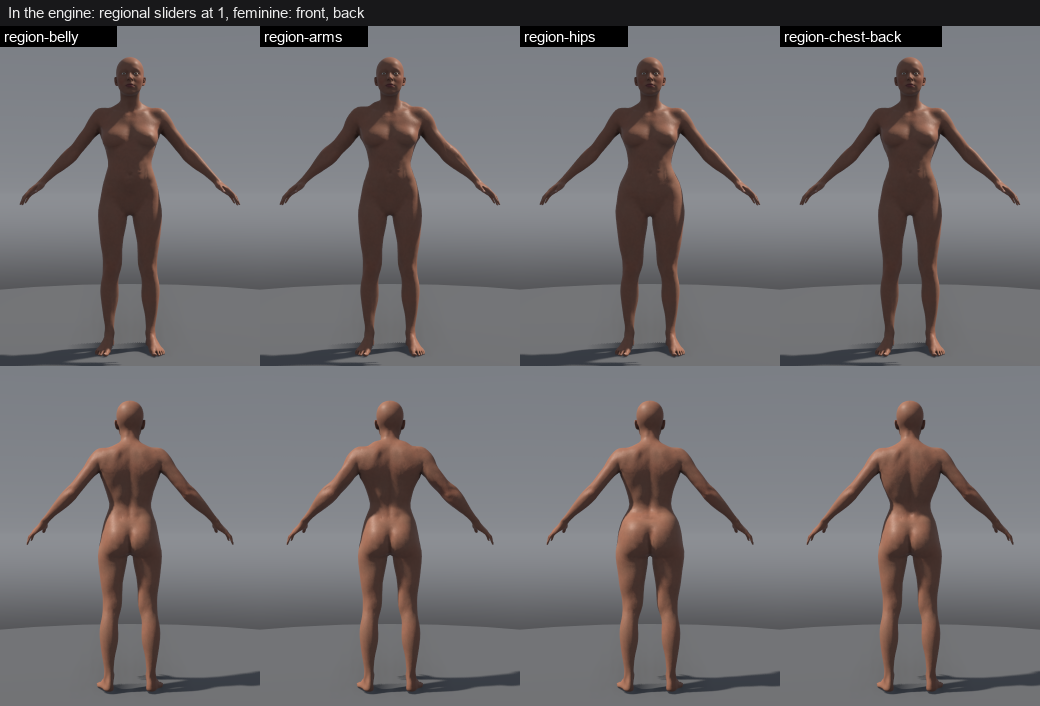 In the engine: regional sliders at 1, feminine: front, back
region-belly
region-arms
region-hips
region-chest-back